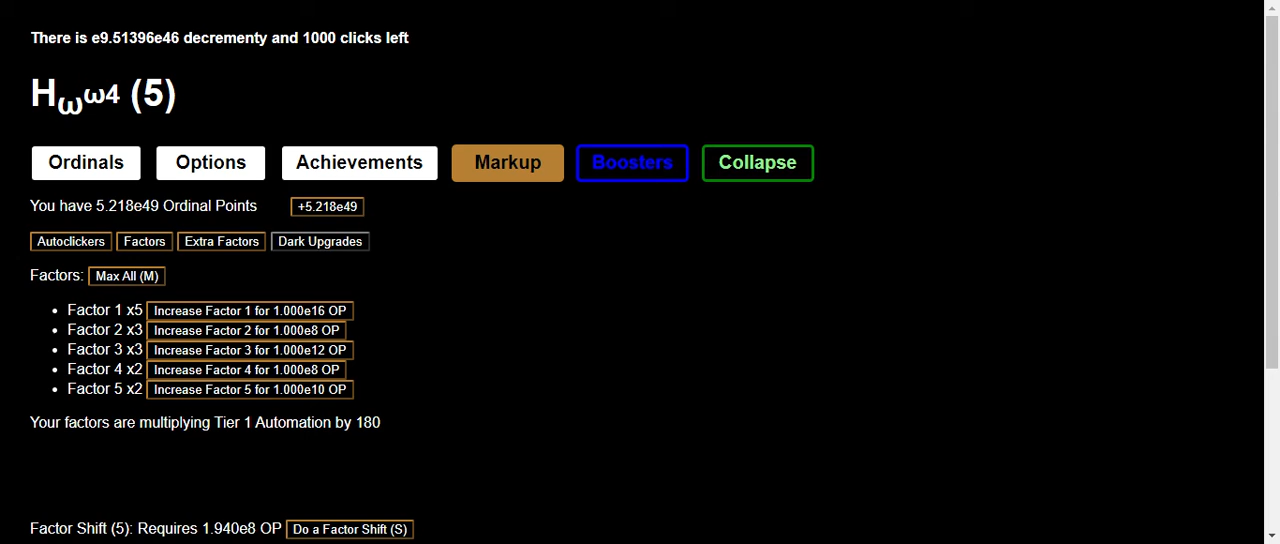 There is e9.51396e46 decrementy and 1000 clicks left
Hωω4 (5)
Ordinals Options Achievements Markup Boosters Collapse
You have 5.218e49 Ordinal Points +5.218e49
Autoclickers Factors Extra Factors Dark Upgrades
Factors: Max All (M)
• Factor 1 x5 Increase Factor 1 for 1.000e16 OP
• Factor 2 x3 Increase Factor 2 for 1.000e8 OP
• Factor 3 x3 Increase Factor 3 for 1.000e12 OP
• Factor 4 x2 Increase Factor 4 for 1.000e8 OP
• Factor 5 x2 Increase Factor 5 for 1.000e10 OP
Your factors are multiplying Tier 1 Automation by 180
Factor Shift (5): Requires 1.940e8 OP Do a Factor Shift (S)